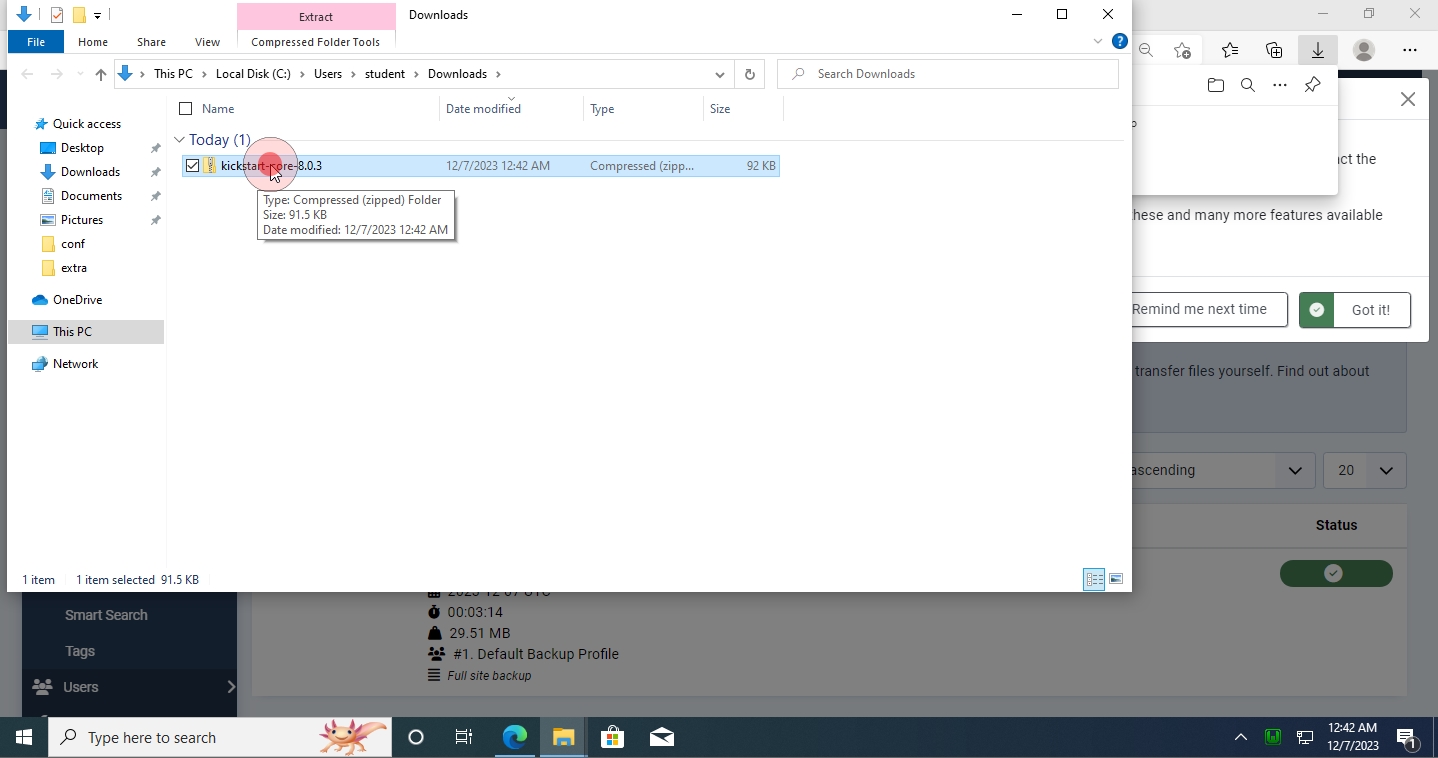 Extract
Downloads
File
Home
Share
View
Compressed Folder Tools
This PC
Local Disk (C:)
Users
student
Downloads
Search Downloads
Name
Date modified
Type
Size
Quick access
Desktop
Downloads
Documents
Pictures
conf
extra
OneDrive
This PC
Network
Today (1)
kickstart-core-8.0.3
12/7/2023 12:42 AM
Compressed (zipp...
92 KB
Type: Compressed (zipped) Folder
Size: 91.5 KB
Date modified: 12/7/2023 12:42 AM
1 item
1 item selected 91.5 KB
these and many more features available
Remind me next time
Got it!
transfer files yourself. Find out about
ascending
20
Status
00:03:14
29.51 MB
#1. Default Backup Profile
Full site backup
Smart Search
Tags
Users
Type here to search
12:42 AM
12/7/2023
1